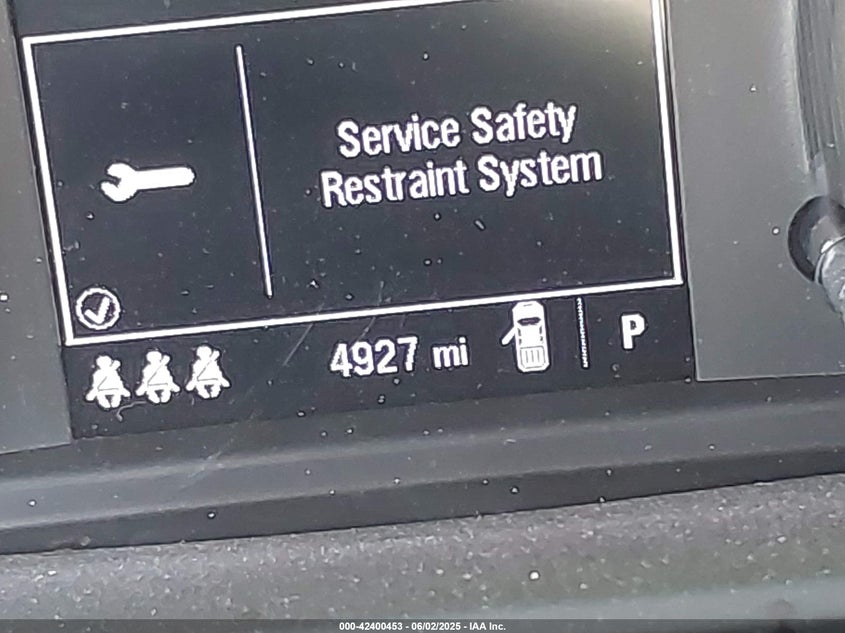 Service Safety
Restraint System
4927 mi
P
000-42400453 - 06/02/2025 - IAA Inc.